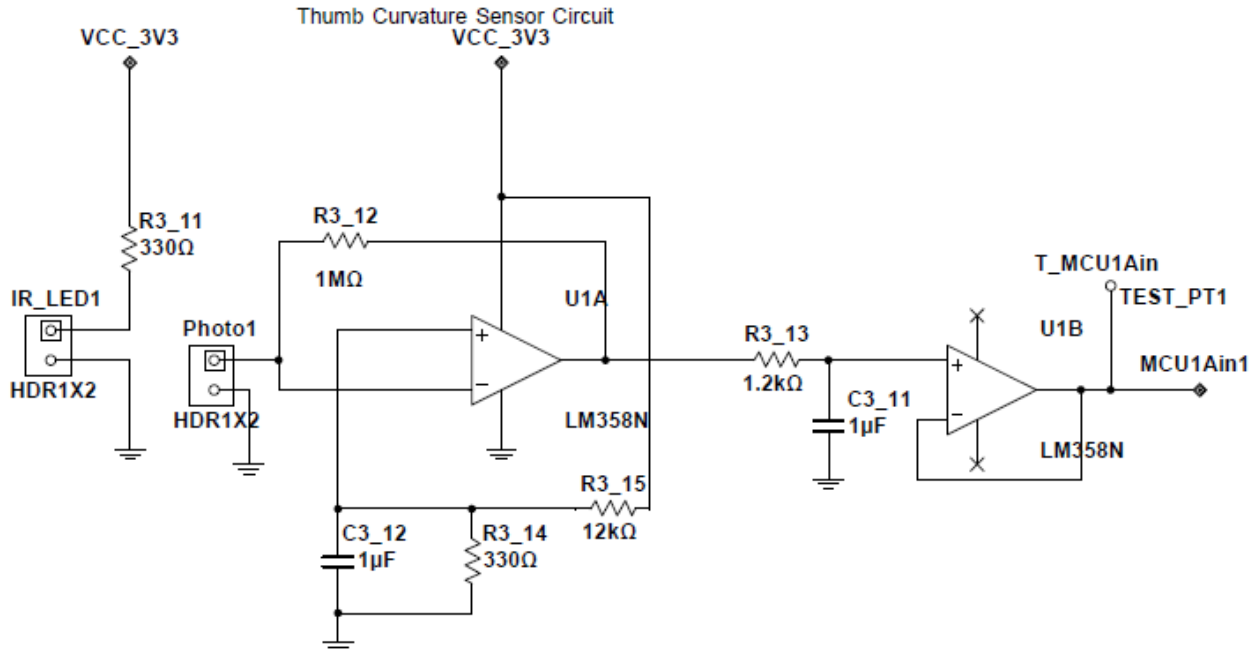 Thumb Curvature Sensor Circuit
VCC_3V3
VCC_3V3
R3_11
330Ω
IR_LED1
HDR1X2
Photo1
HDR1X2
R3_12
1MΩ
+
−
U1A
LM358N
R3_15
12kΩ
C3_12
1µF
R3_14
330Ω
R3_13
1.2kΩ
C3_11
1µF
T_MCU1Ain
TEST_PT1
U1B
+
−
LM358N
MCU1Ain1